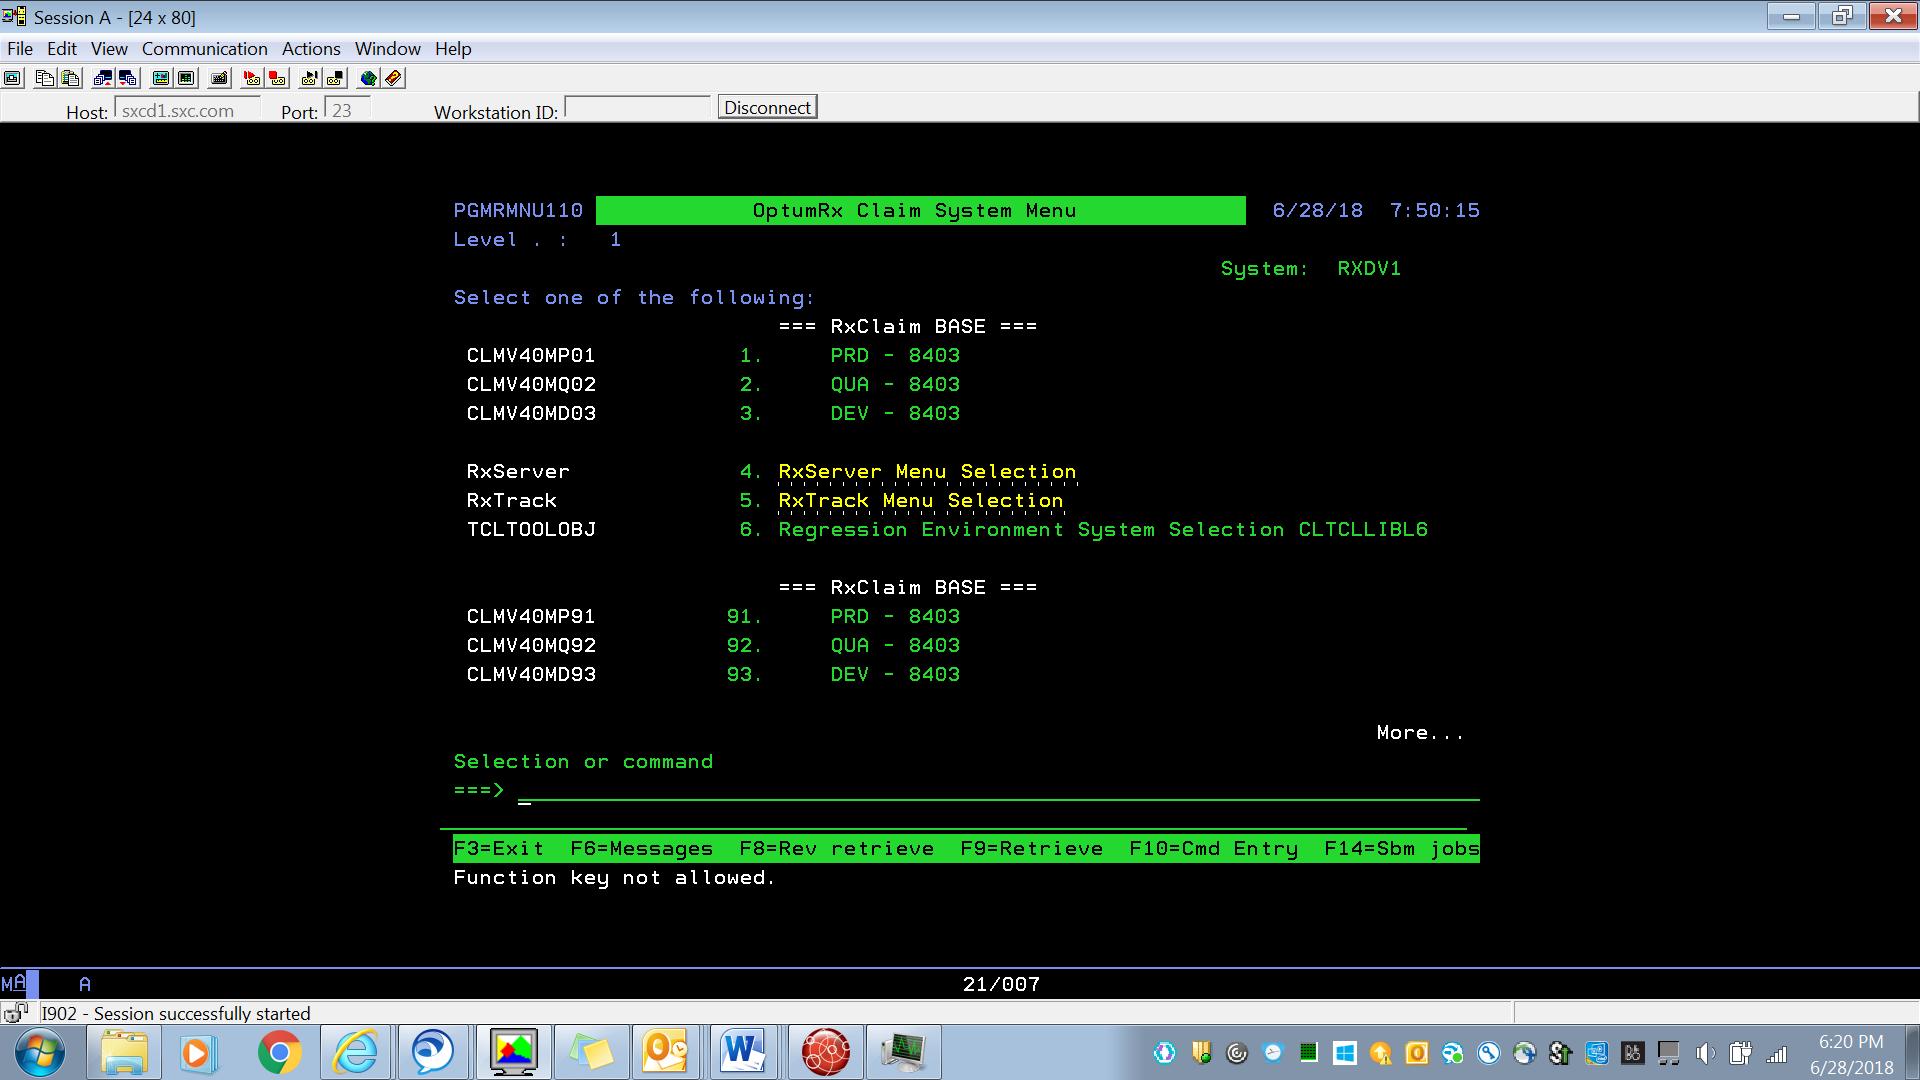 Session A - [24 x 80]
File Edit View Communication Actions Window Help
Host: sxcd1.sxc.com Port: 23 Workstation ID: Disconnect
PGMRMNU110 OptumRx Claim System Menu 6/28/18 7:50:15
Level . : 1
System: RXDV1
Select one of the following:
=== RxClaim BASE ===
CLMV40MP01 1. PRD - 8403
CLMV40MQ02 2. QUA - 8403
CLMV40MD03 3. DEV - 8403
RxServer 4. RxServer Menu Selection
RxTrack 5. RxTrack Menu Selection
TCLTOOLOBJ 6. Regression Environment System Selection CLTCLLIBL6
=== RxClaim BASE ===
CLMV40MP91 91. PRD - 8403
CLMV40MQ92 92. QUA - 8403
CLMV40MD93 93. DEV - 8403
More...
Selection or command
===>
F3=Exit F6=Messages F8=Rev retrieve F9=Retrieve F10=Cmd Entry F14=Sbm jobs
Function key not allowed.
MA A 21/007
I902 - Session successfully started
6:20 PM
6/28/2018